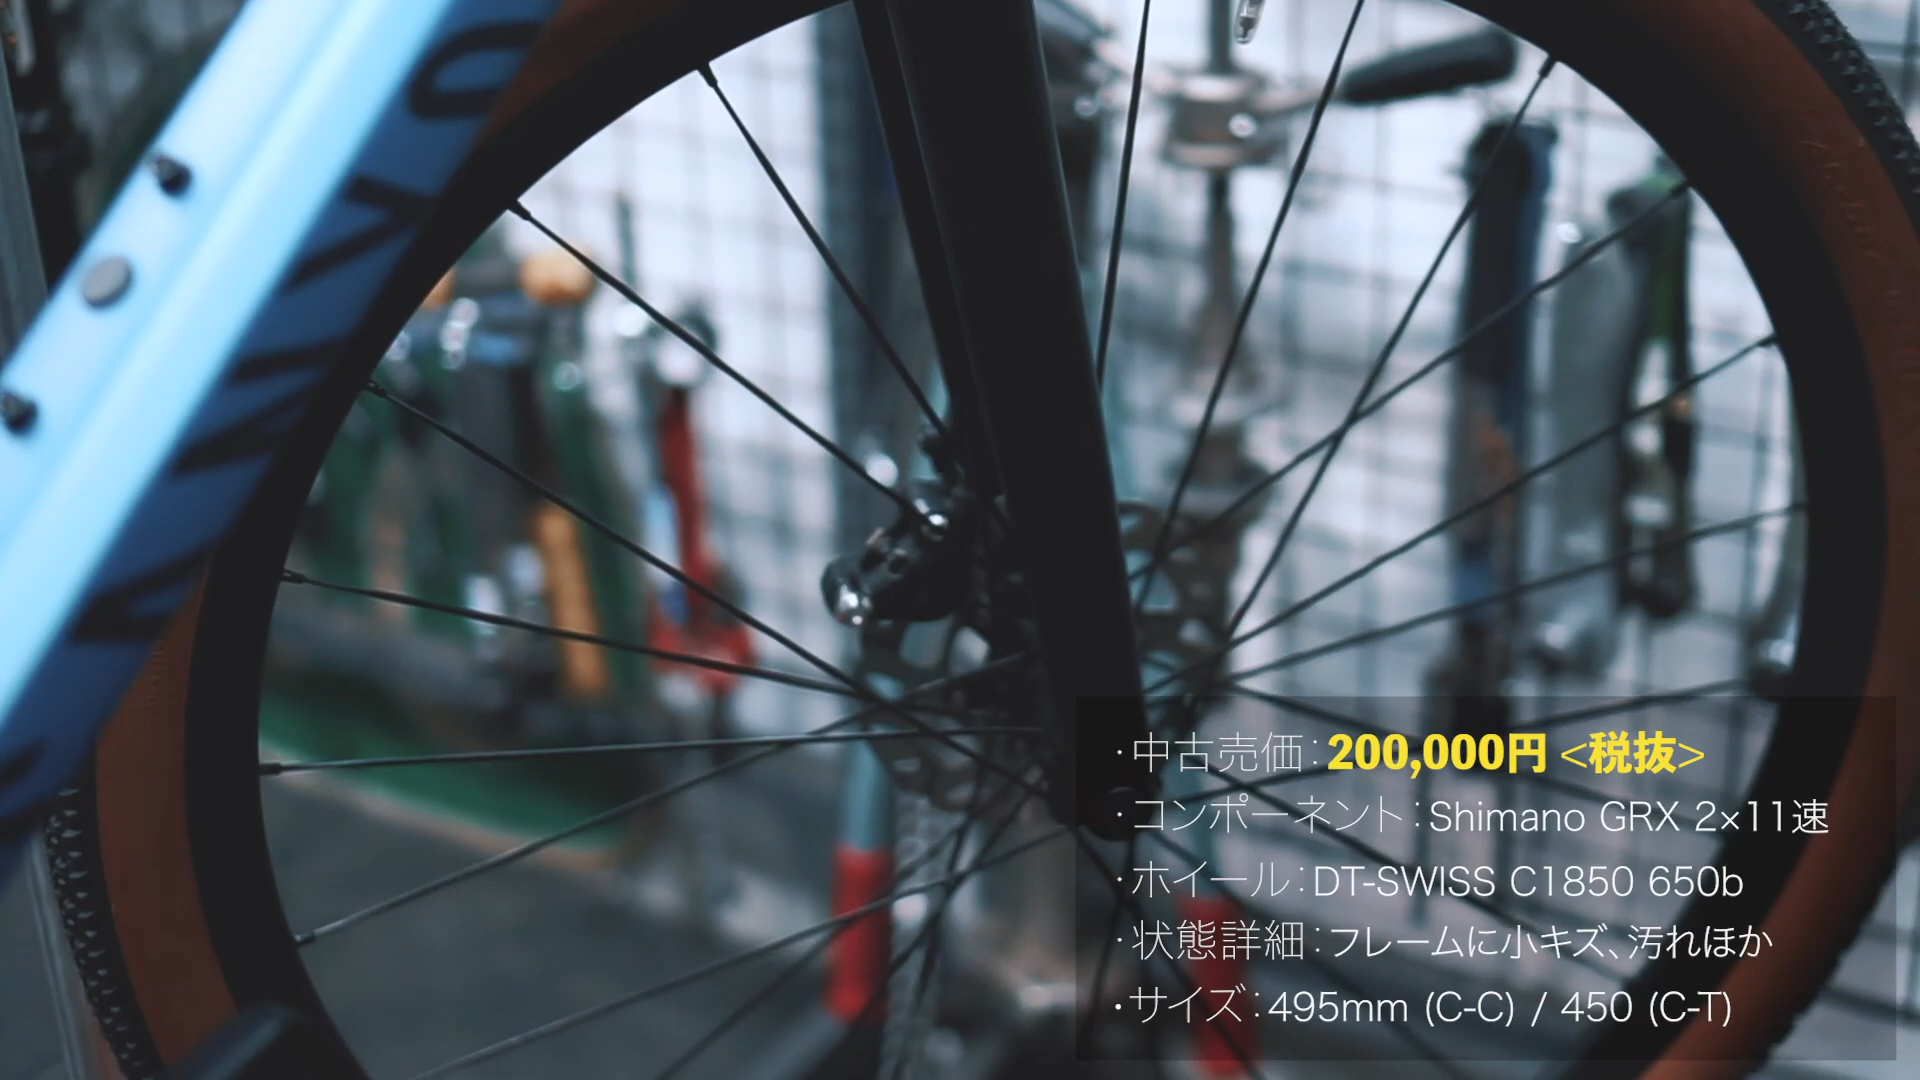 ・中古売価：200,000円 <税抜>
・コンポーネント：Shimano GRX 2×11速
・ホイール：DT-SWISS C1850 650b
・状態詳細：フレームに小キズ、汚れほか
・サイズ：495mm (C-C) / 450 (C-T)